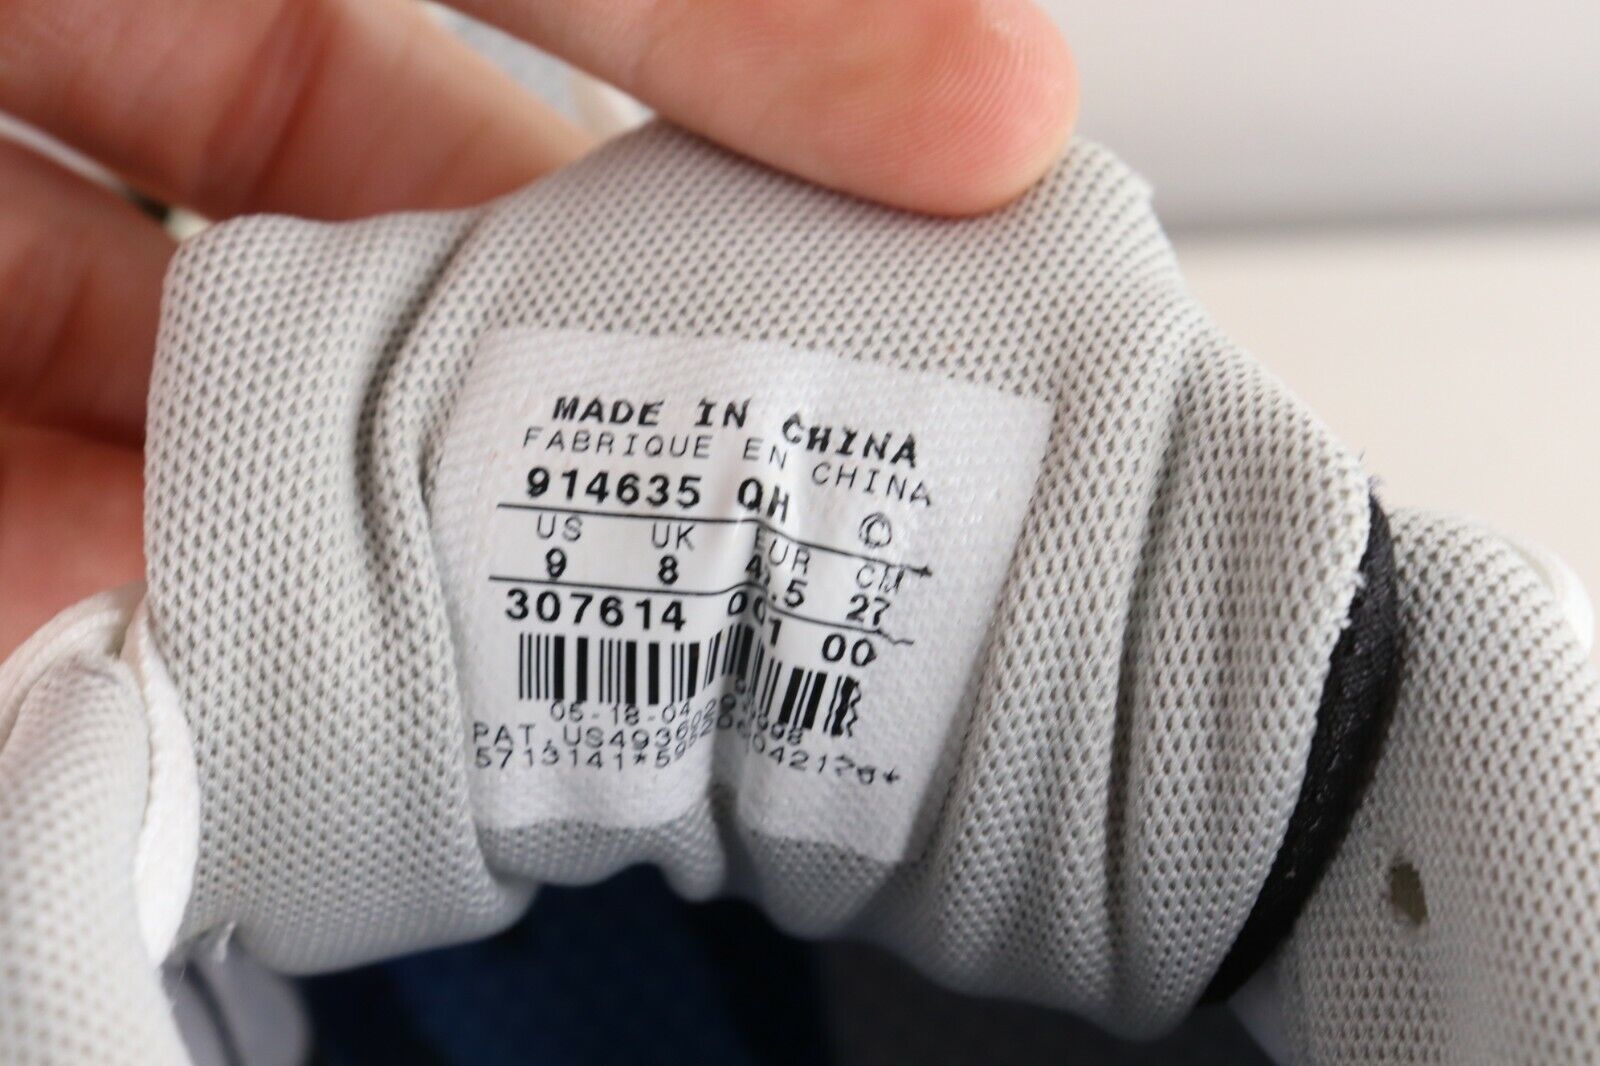 MADE IN CHINA
FABRIQUE EN CHINA
914635 QH ©
US UK EUR CM
9 8 27
307614 00
05-18-04
PAT.
5713141*